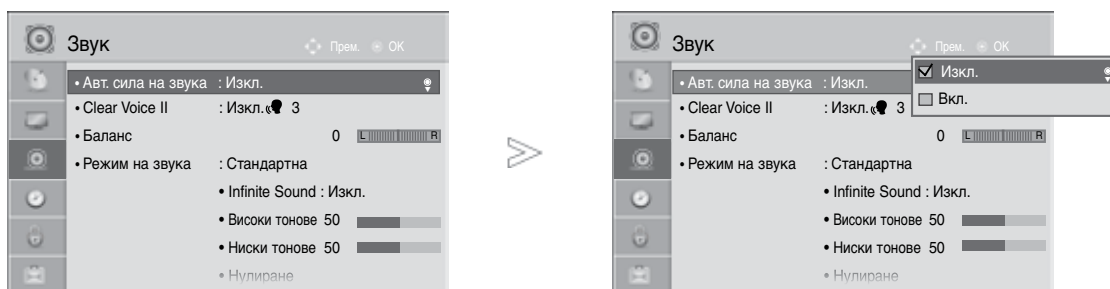 Звук Прем. OK
• Авт. сила на звука : Изкл.
• Clear Voice II : Изкл. 3
• Баланс 0 L R
• Режим на звука : Стандартна
• Infinite Sound : Изкл.
• Високи тонове 50
• Ниски тонове 50
• Нулиране
Звук Прем. OK
• Авт. сила на звука : Изкл.
Изкл.
Вкл.
• Clear Voice II : Изкл. 3
• Баланс 0 L R
• Режим на звука : Стандартна
• Infinite Sound : Изкл.
• Високи тонове 50
• Ниски тонове 50
• Нулиране